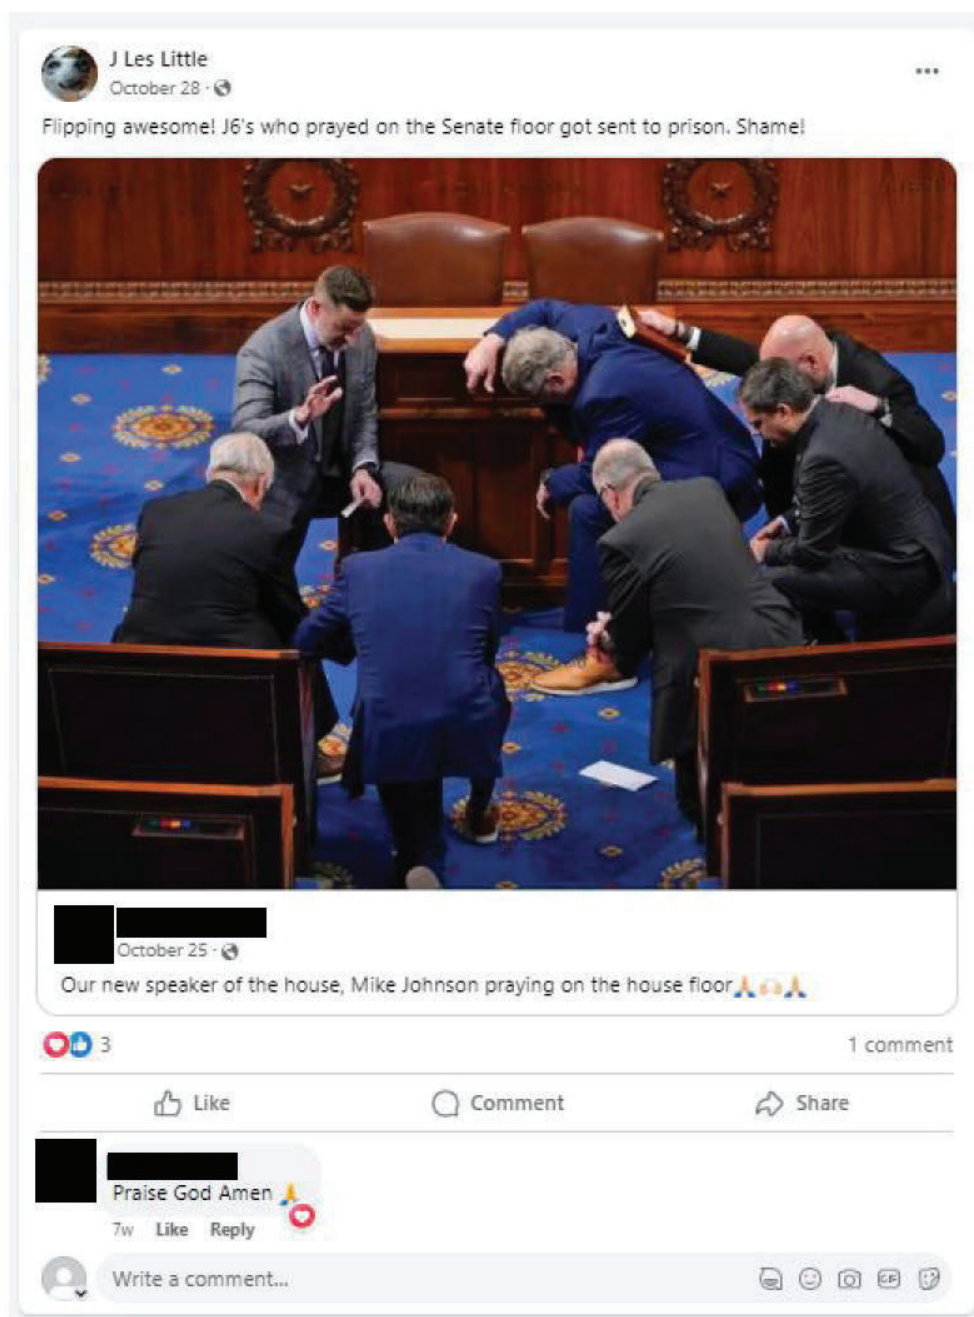 J Les Little
October 28
Flipping awesome! J6's who prayed on the Senate floor got sent to prison. Shame!
October 25
Our new speaker of the house, Mike Johnson praying on the house floor🙏🙌🙏
3
1 comment
Like
Comment
Share
Praise God Amen 🙏
7w Like Reply
Write a comment...
GIF